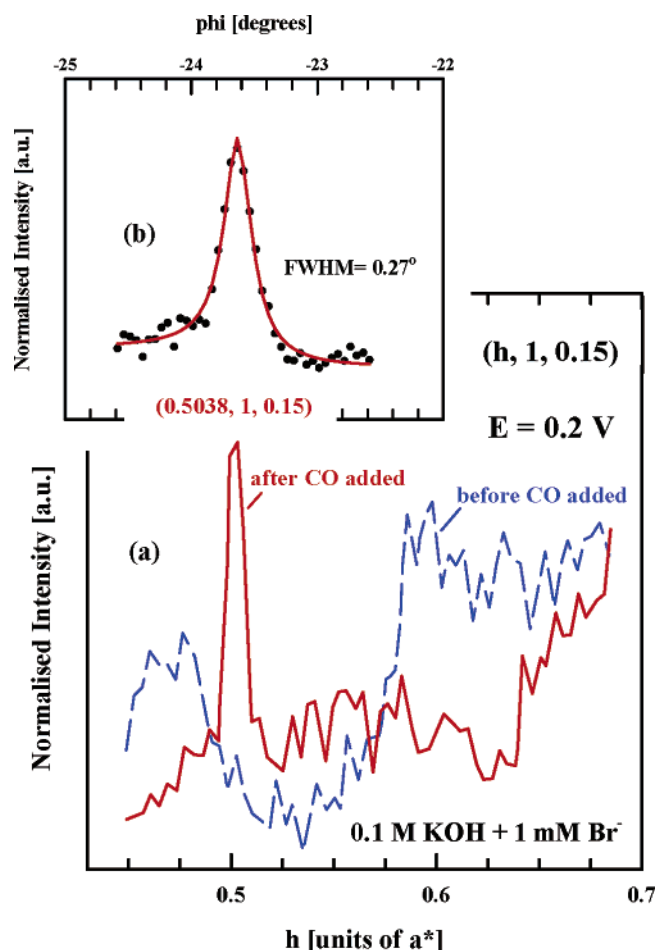 phi [degrees]
-25 -24 -23 -22
Normalised Intensity [a.u.]
(b)
FWHM= 0.27°
(0.5038, 1, 0.15)
(h, 1, 0.15)
E = 0.2 V
after CO added
before CO added
(a)
Normalised Intensity [a.u.]
0.1 M KOH + 1 mM Br⁻
0.5 0.6 0.7
h [units of a*]